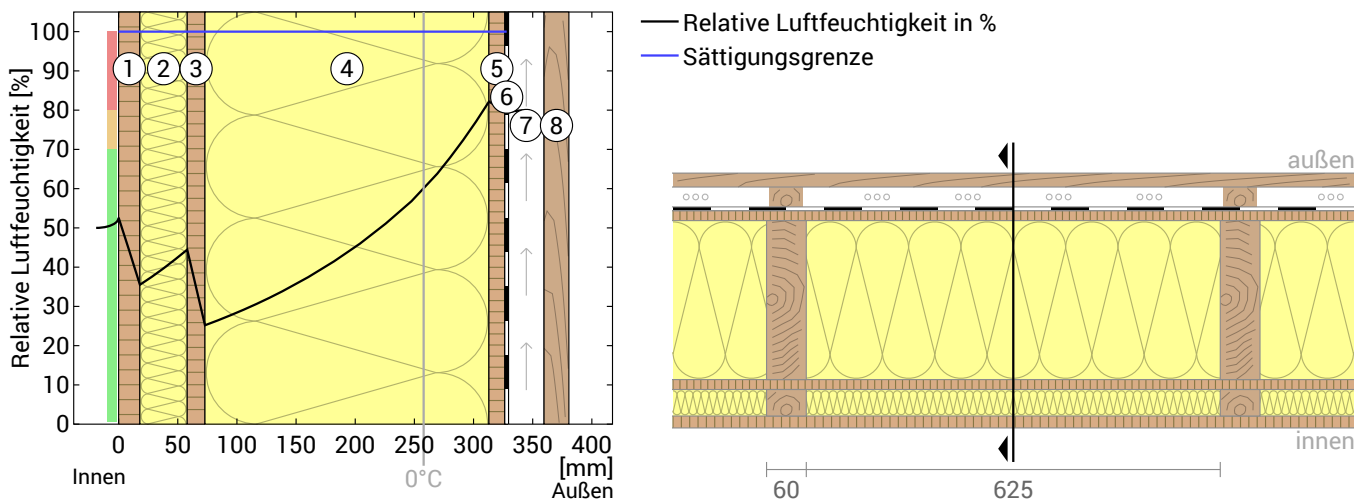 Relative Luftfeuchtigkeit in %
Sättigungsgrenze
Relative Luftfeuchtigkeit [%]
100
90
80
70
60
50
40
30
20
10
0
1 2 3 4 5
6
7 8
0 50 100 150 200 250 300 350 400
[mm]
Innen 0°C Außen
außen
innen
60 625